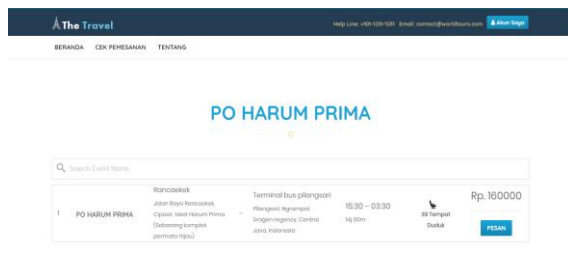 The Travel
Help Line: +101-1231-1231 Email: contact@worldtours.com Akun Saya
BERANDA CEK PEMESANAN TENTANG
PO HARUM PRIMA
Search Event Name
1 PO HARUM PRIMA
Rancaekek
Jalan Raya Rancaekek,
Cipasir, loket Harum Prima
(Sebarang komplek
permata hijau)
-
Terminal bus pilangsari
Pilangsari, Ngrampal,
Sragen regency, Central
Java, Indonesia
15:30 – 03:30
38 Tempat
Duduk
Rp. 160000
PESAN